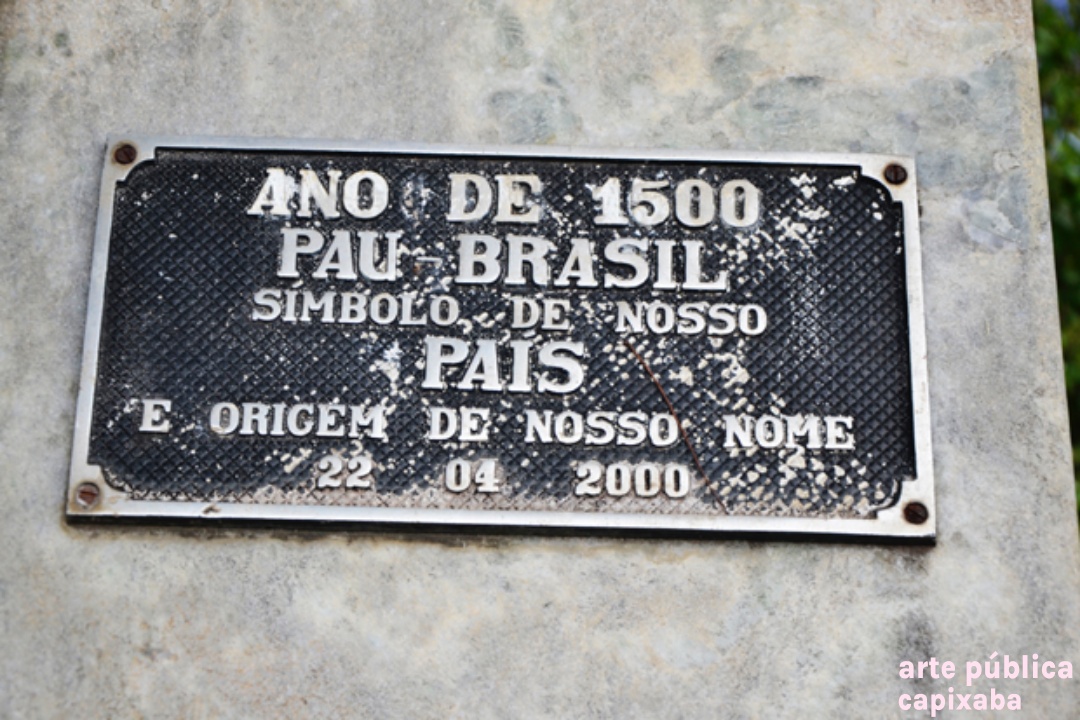 ANO DE 1500
PAU-BRASIL
SÍMBOLO DE NOSSO
PAÍS
E ORIGEM DE NOSSO NOME
22 04 2000
arte pública
capixaba